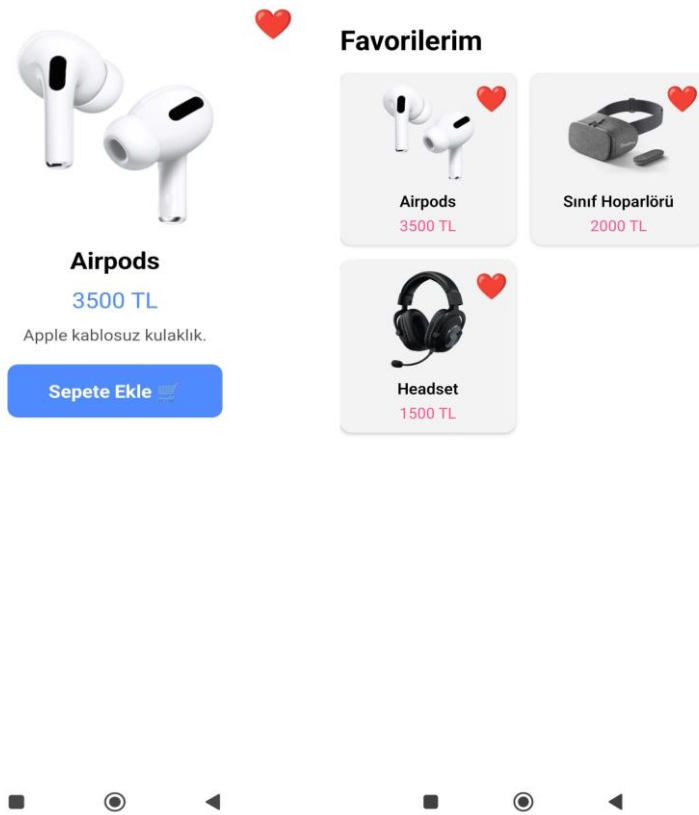 Airpods
3500 TL
Apple kablosuz kulaklık.
Sepete Ekle 🛒
Favorilerim
Airpods
3500 TL
Sınıf Hoparlörü
2000 TL
Headset
1500 TL